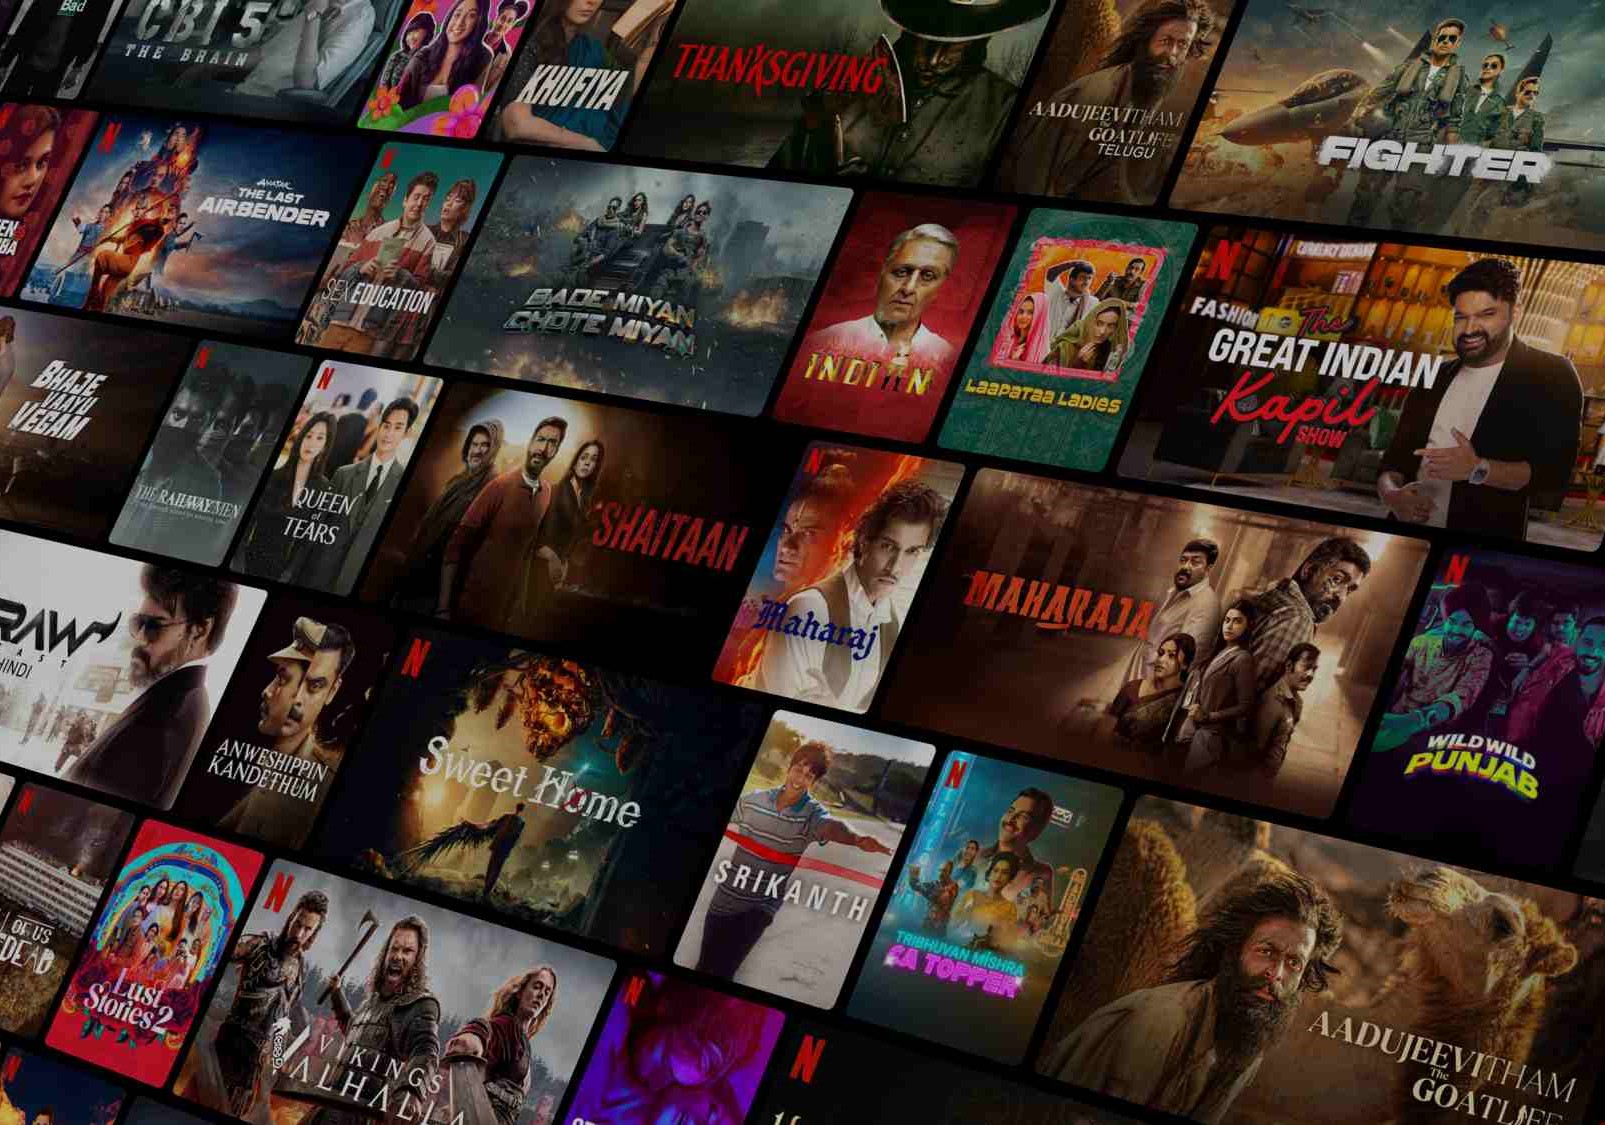 Bad
CBI 5
THE BRAIN
KHUFIYA
THANKSGIVING
AADUJEEVITHAM
The
GOATLIFE
TELUGU
FIGHTER
N
AVATAR
THE LAST
AIRBENDER
N
SEX EDUCATION
BADE MIYAN
CHOTE MIYAN
INDIAN
LAAPATAA LADIES
N
FASHION
The
GREAT INDIAN
Kapil
SHOW
BHAJE
VAAYU
VEGAM
N
THE RAILWAY MEN
N
QUEEN
of
TEARS
SHAITAAN
N
Maharaj
MAHARAJA
N
WILD WILD
PUNJAB
RAW
AST
HINDI
ANWESHIPPIN
KANDETHUM
N
Sweet Home
SRIKANTH
N
TRIBHUVAN MISHRA
CA TOPPER
AADUJEEVITHAM
The
GOATLIFE
N
OF US
DEAD
Lust
Stories 2
N
VIKINGS
VALHALLA
N
N
N